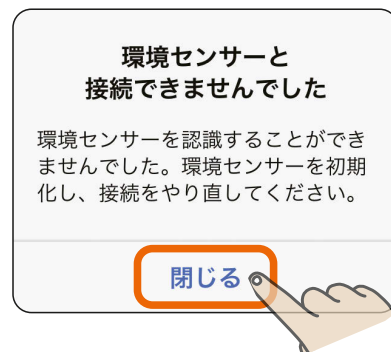 環境センサーと
接続できませんでした
環境センサーを認識することができ
ませんでした。環境センサーを初期
化し、接続をやり直してください。
閉じる